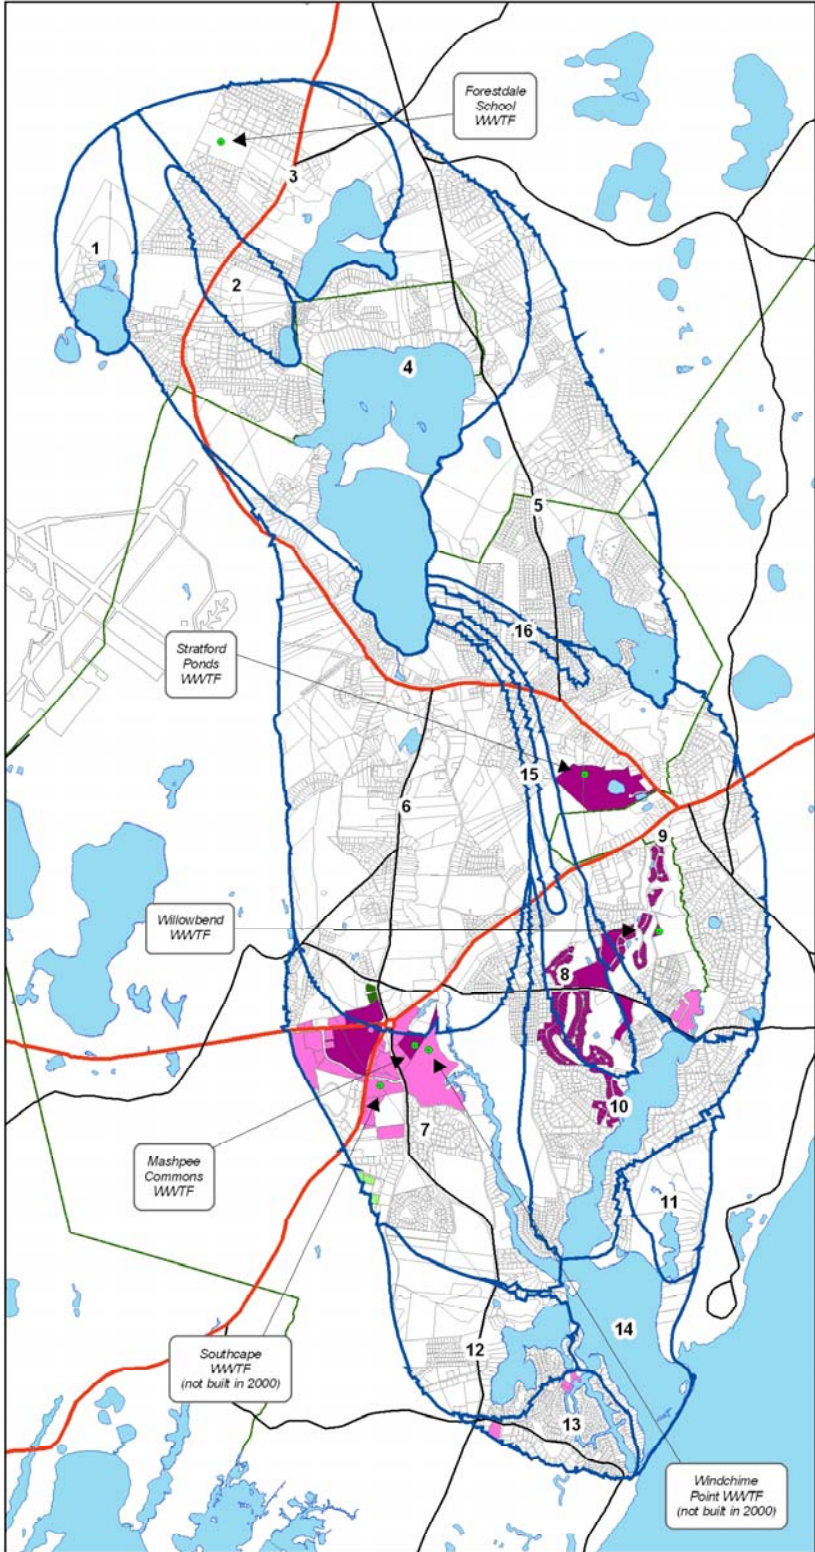 Forestdale
School
WWTF
3
1
2
4
5
16
Stratford
Ponds
WWTF
15
6
9
Willowbend
WWTF
8
10
7
Mashpee
Commons
WWTF
11
14
12
Southcape
WWTF
(not built in 2000)
13
Windchime
Point WWTF
(not built in 2000)